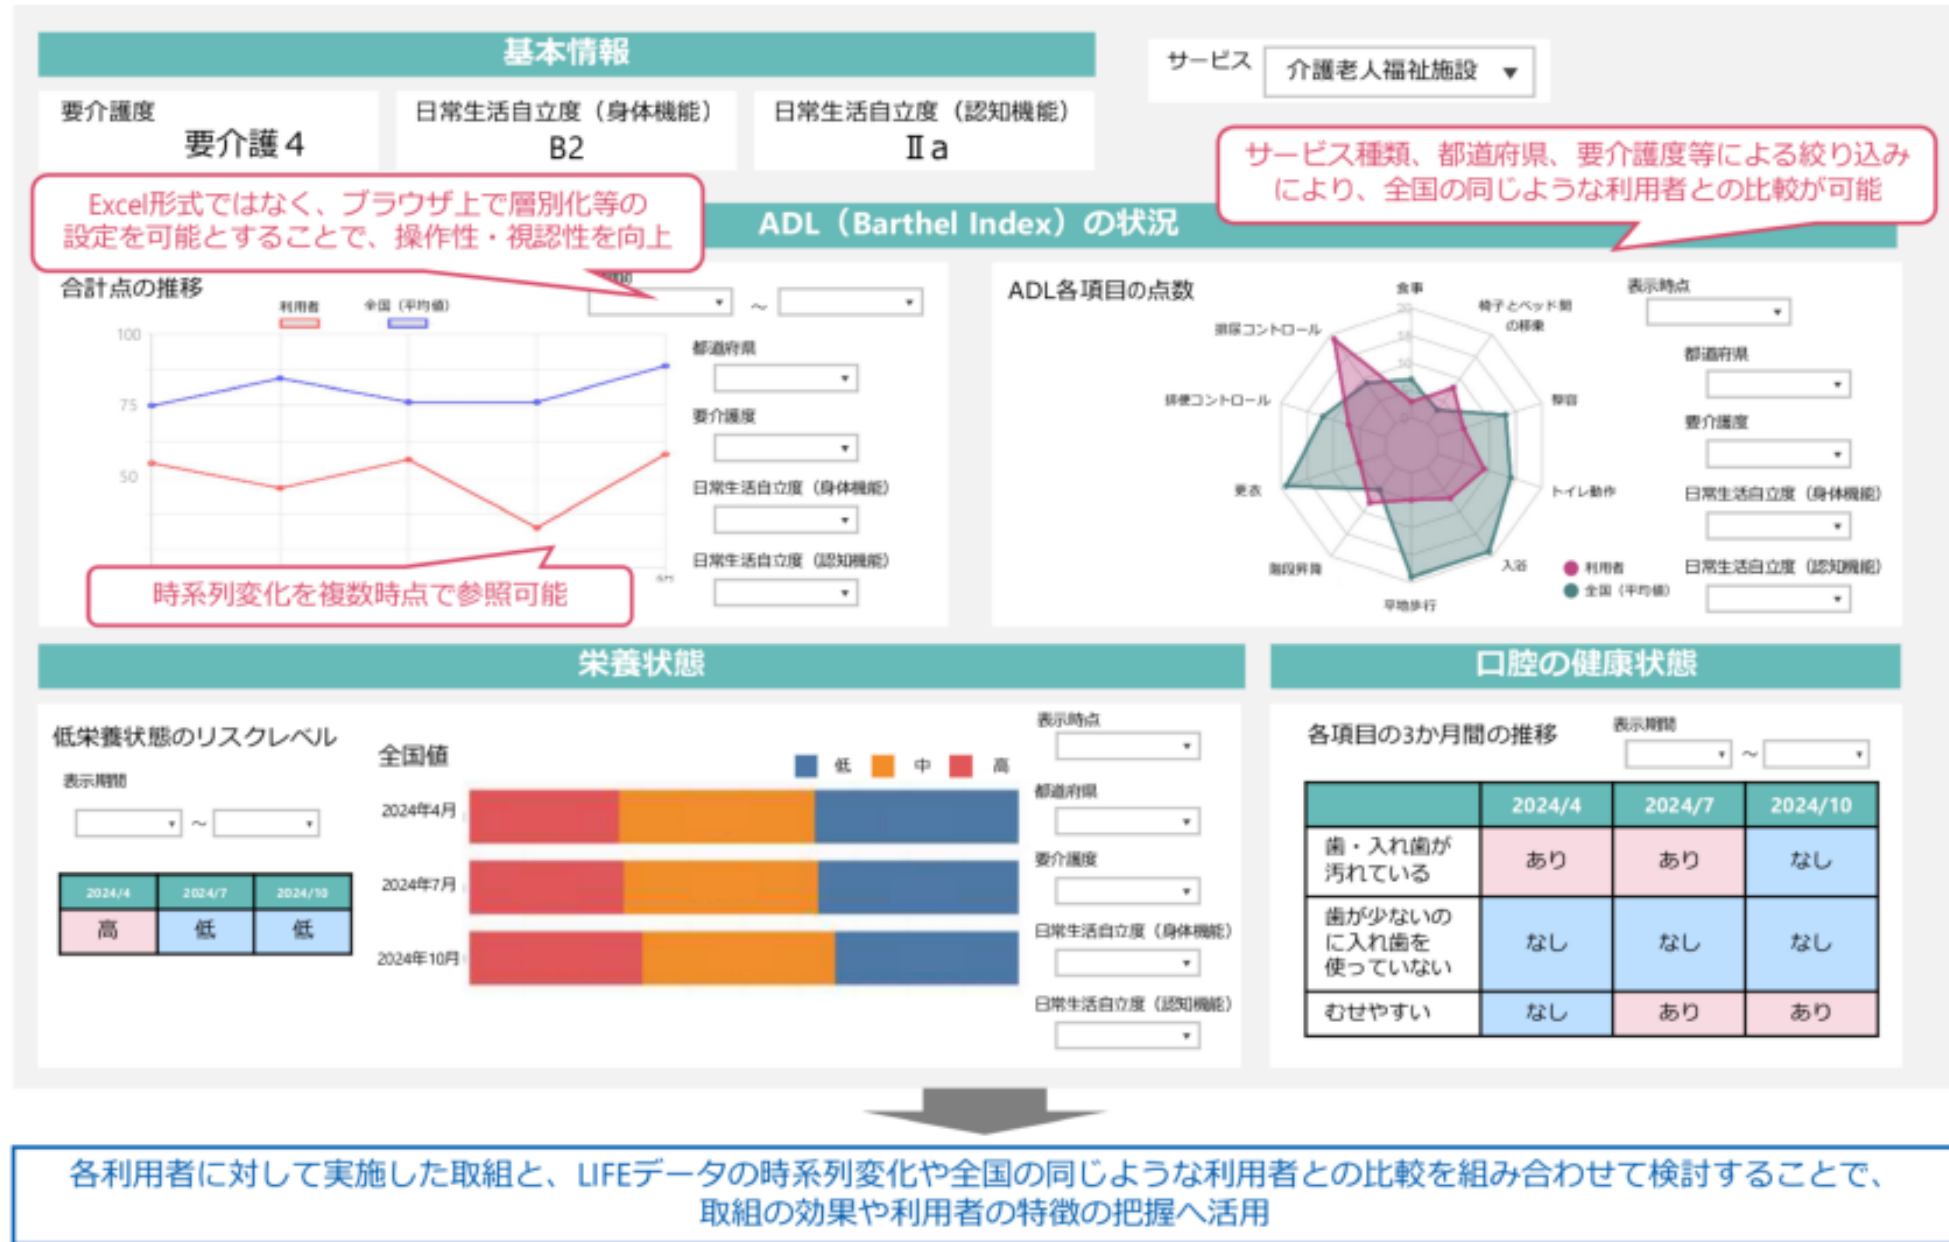 基本情報
サービス
介護老人福祉施設
要介護度
要介護4
日常生活自立度（身体機能）
B2
日常生活自立度（認知機能）
Ⅱa
Excel形式ではなく、ブラウザ上で層別化等の
設定を可能とすることで、操作性・視認性を向上
サービス種類、都道府県、要介護度等による絞り込み
により、全国の同じような利用者との比較が可能
ADL（Barthel Index）の状況
合計点の推移
利用者
全国（平均値）
～
100
75
50
都道府県
要介護度
日常生活自立度（身体機能）
日常生活自立度（認知機能）
時系列変化を複数時点で参照可能
ADL各項目の点数
食事
椅子とベッド間
の移乗
整容
トイレ動作
入浴
平地歩行
階段昇降
更衣
排便コントロール
排尿コントロール
20
15
10
0
利用者
全国（平均値）
表示時点
都道府県
要介護度
日常生活自立度（身体機能）
日常生活自立度（認知機能）
栄養状態
低栄養状態のリスクレベル
表示期間
～
2024/4 2024/7 2024/10
高 低 低
全国値
低 中 高
2024年4月
2024年7月
2024年10月
表示時点
都道府県
要介護度
日常生活自立度（身体機能）
日常生活自立度（認知機能）
口腔の健康状態
各項目の3か月間の推移
表示期間
～
2024/4 2024/7 2024/10
歯・入れ歯が
汚れている
あり あり なし
歯が少ないの
に入れ歯を
使っていない
なし なし なし
むせやすい なし あり あり
各利用者に対して実施した取組と、LIFEデータの時系列変化や全国の同じような利用者との比較を組み合わせて検討することで、
取組の効果や利用者の特徴の把握へ活用